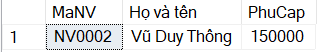 MaNV Họ và tên PhuCap
1 NV0002 Vũ Duy Thông 150000